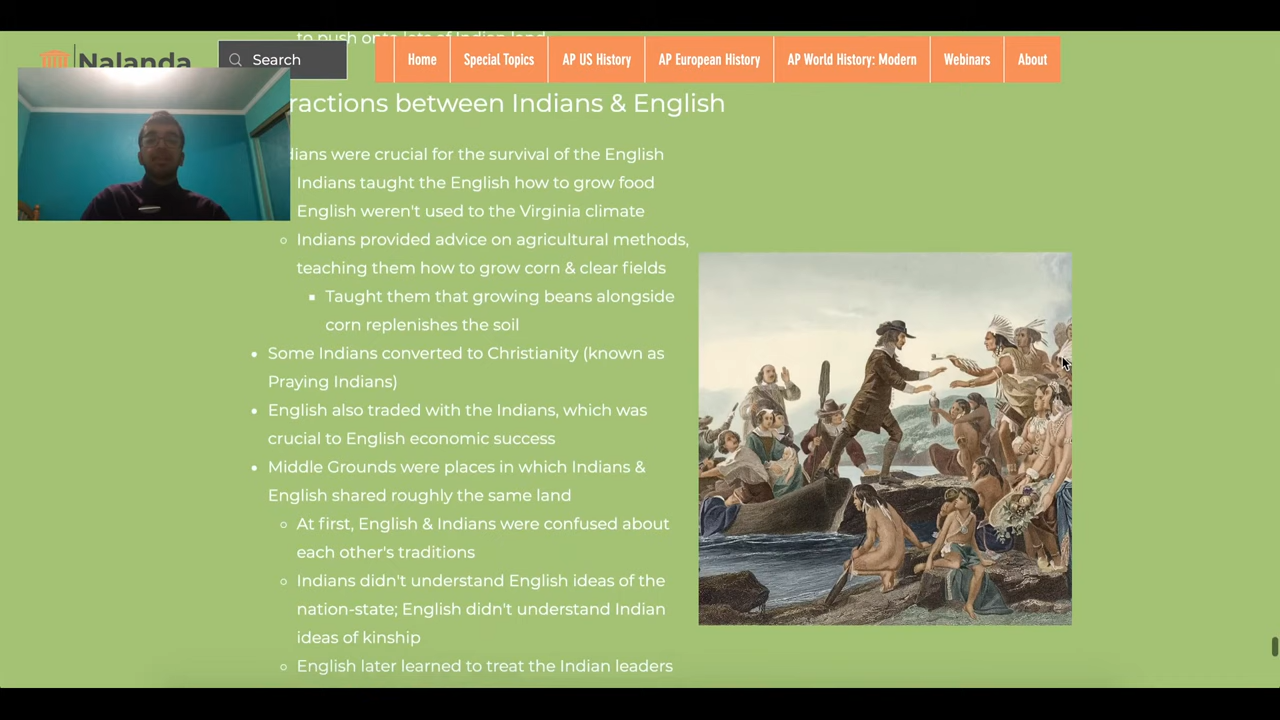 to push onto lots of Indian land
Nalanda
Search
Home
Special Topics
AP US History
AP European History
AP World History: Modern
Webinars
About
ractions between Indians & English
dians were crucial for the survival of the English
Indians taught the English how to grow food
English weren't used to the Virginia climate
Indians provided advice on agricultural methods,
teaching them how to grow corn & clear fields
Taught them that growing beans alongside
corn replenishes the soil
Some Indians converted to Christianity (known as
Praying Indians)
English also traded with the Indians, which was
crucial to English economic success
Middle Grounds were places in which Indians &
English shared roughly the same land
At first, English & Indians were confused about
each other's traditions
Indians didn't understand English ideas of the
nation-state; English didn't understand Indian
ideas of kinship
English later learned to treat the Indian leaders